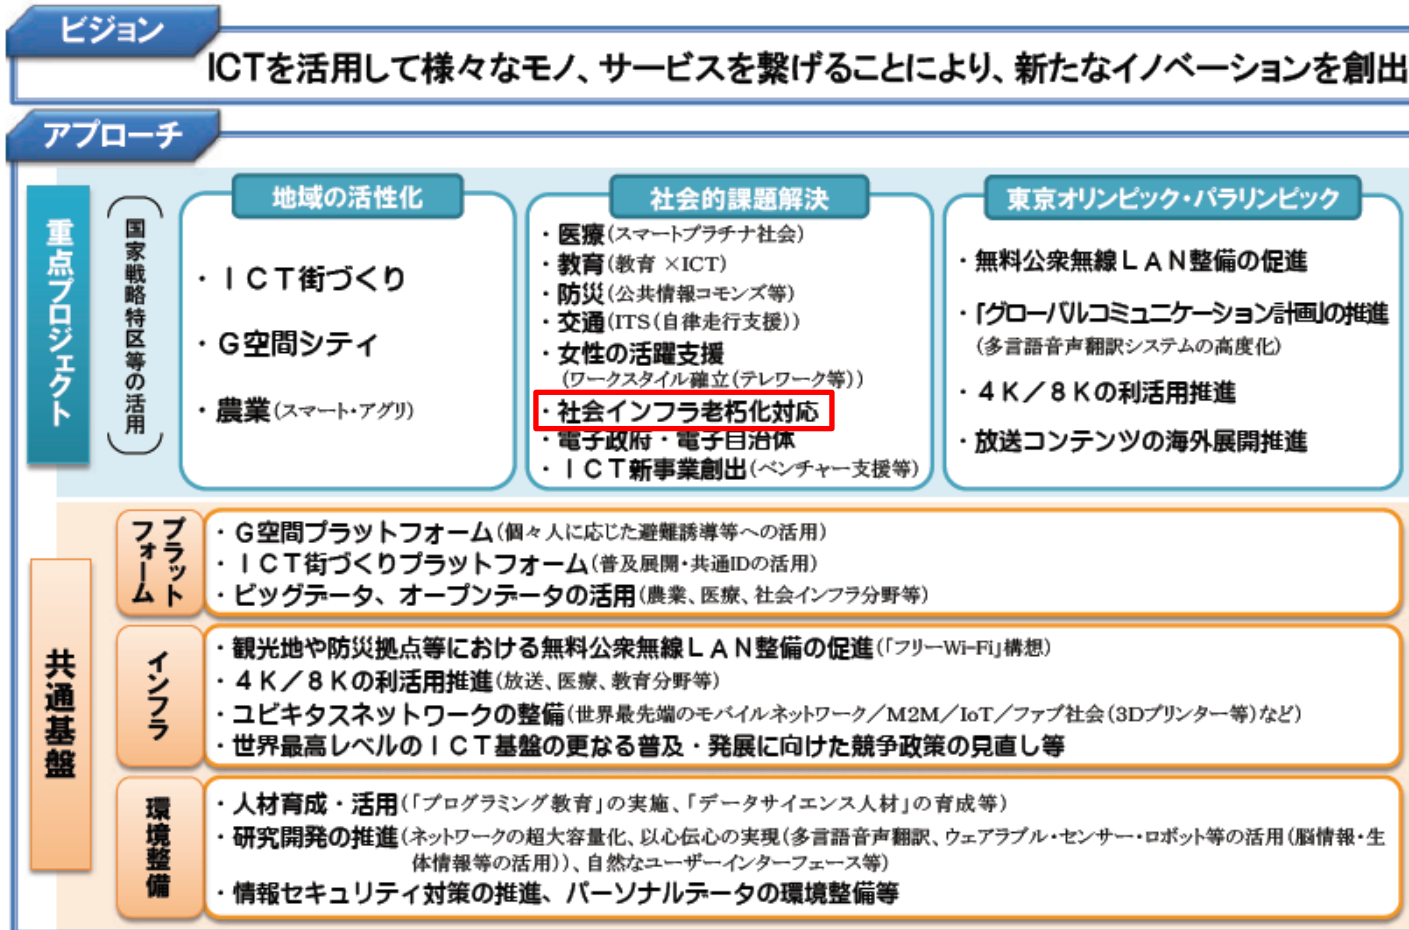 ビジョン
ICTを活用して様々なモノ、サービスを繋げることにより、新たなイノベーションを創出
アプローチ
重点プロジェクト
国家戦略特区等の活用
地域の活性化
・ＩＣＴ街づくり
・Ｇ空間シティ
・農業(スマート・アグリ)
社会的課題解決
・医療(スマートプラチナ社会)
・教育(教育 ×ICT)
・防災(公共情報コモンズ等)
・交通(ITS(自律走行支援))
・女性の活躍支援
(ワークスタイル確立(テレワーク等))
・社会インフラ老朽化対応
・電子政府・電子自治体
・ＩＣＴ新事業創出(ベンチャー支援等)
東京オリンピック・パラリンピック
・無料公衆無線ＬＡＮ整備の促進
・「グローバルコミュニケーション計画」の推進
(多言語音声翻訳システムの高度化)
・４Ｋ／８Ｋの利活用推進
・放送コンテンツの海外展開推進
共通基盤
プラットフォーム
・Ｇ空間プラットフォーム(個々人に応じた避難誘導等への活用)
・ＩＣＴ街づくりプラットフォーム(普及展開・共通IDの活用)
・ビッグデータ、オープンデータの活用(農業、医療、社会インフラ分野等)
インフラ
・観光地や防災拠点等における無料公衆無線ＬＡＮ整備の促進(「フリーWi-Fi」構想)
・４Ｋ／８Ｋの利活用推進(放送、医療、教育分野等)
・ユビキタスネットワークの整備(世界最先端のモバイルネットワーク／M2M／IoT／ファブ社会(3Dプリンター等)など)
・世界最高レベルのＩＣＴ基盤の更なる普及・発展に向けた競争政策の見直し等
環境整備
・人材育成・活用(「プログラミング教育」の実施、「データサイエンス人材」の育成等)
・研究開発の推進(ネットワークの超大容量化、以心伝心の実現(多言語音声翻訳、ウェアラブル・センサー・ロボット等の活用(脳情報・生
体情報等の活用))、自然なユーザーインターフェース等)
・情報セキュリティ対策の推進、パーソナルデータの環境整備等